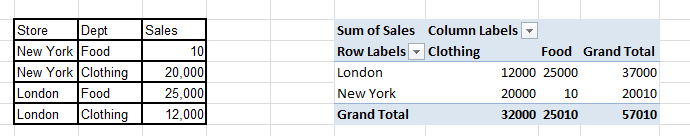 Store Dept Sales
New York Food 10
New York Clothing 20,000
London Food 25,000
London Clothing 12,000
Sum of Sales Column Labels
Row Labels Clothing Food Grand Total
London 12000 25000 37000
New York 20000 10 20010
Grand Total 32000 25010 57010